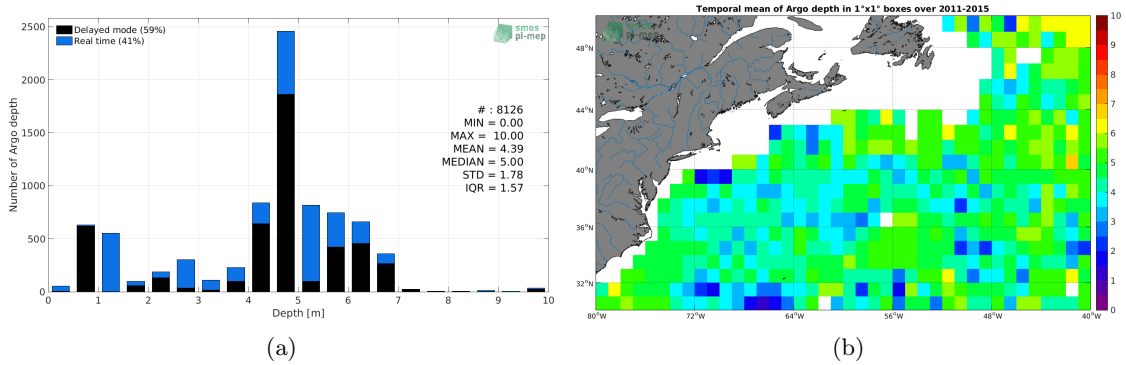 smos
pi-mep
Delayed mode (59%)
Real time (41%)
# : 8126
MIN = 0.00
MAX = 10.00
MEAN = 4.39
MEDIAN = 5.00
STD = 1.78
IQR = 1.57
Number of Argo depth
2500
2000
1500
1000
500
0
0 1 2 3 4 5 6 7 8 9 10
Depth [m]
(a)
Temporal mean of Argo depth in 1°x1° boxes over 2011-2015
smos
pi-mep
48°N
44°N
40°N
36°N
32°N
80°W 72°W 64°W 56°W 48°W 40°W
10
9
8
7
6
5
4
3
2
1
0
(b)